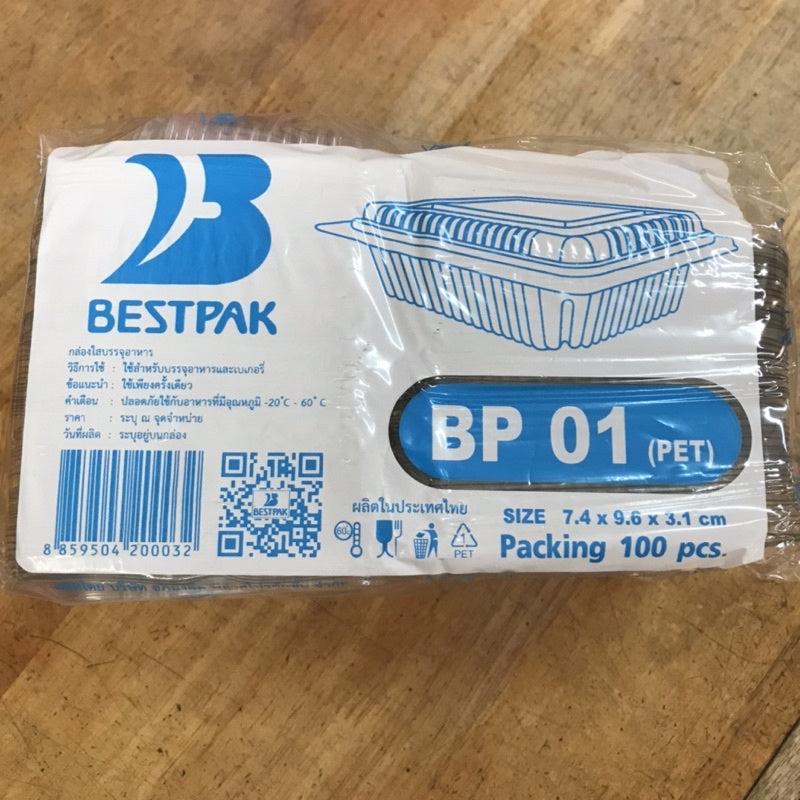 B
BESTPAK
กล่องใสบรรจุอาหาร
วิธีการใช้ : ใช้สำหรับบรรจุอาหารและเบเกอรี่
ข้อแนะนำ : ใช้เพียงครั้งเดียว
คำเตือน : ปลอดภัยใช้กับอาหารที่มีอุณหภูมิ -20°C - 60°C
ราคา : ระบุ ณ จุดจำหน่าย
วันที่ผลิต : ระบุอยู่บนกล่อง
8 859504 200032
BESTPAK
BP 01 (PET)
ผลิตในประเทศไทย
60
PET
SIZE 7.4 x 9.6 x 3.1 cm
Packing 100 pcs.